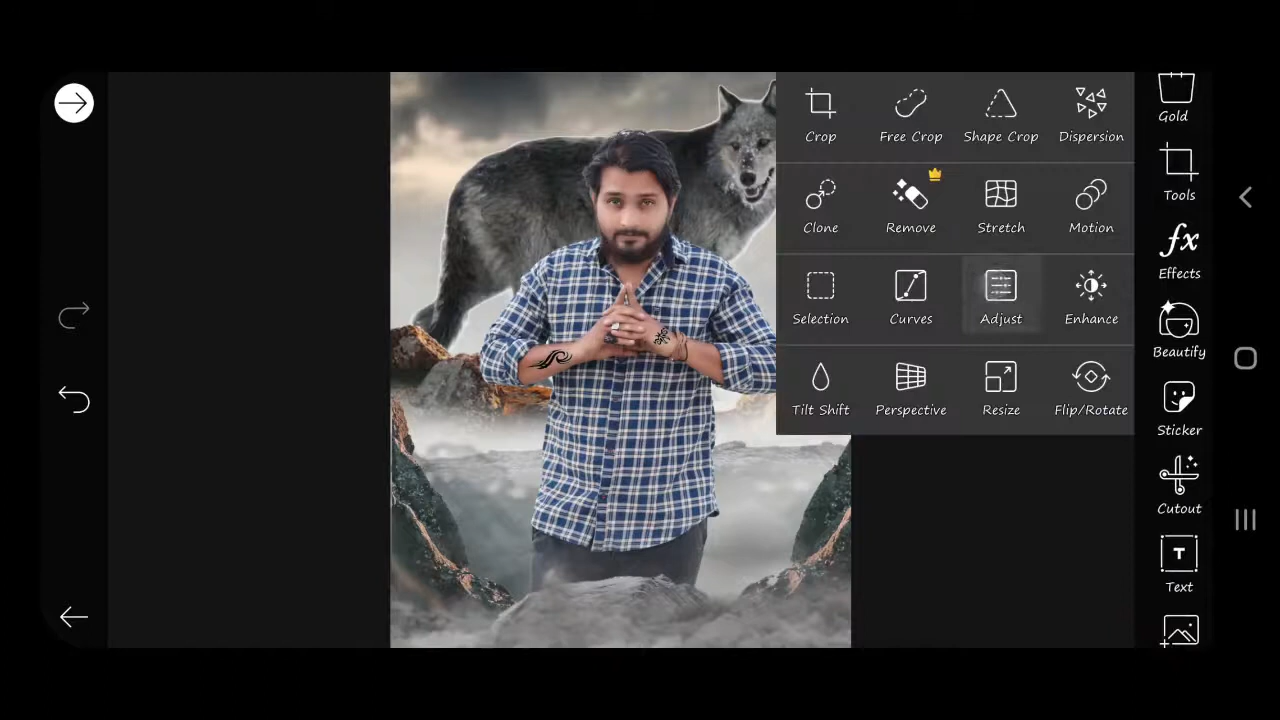 Crop Free Crop Shape Crop Dispersion
Clone Remove Stretch Motion
Selection Curves Adjust Enhance
Tilt Shift Perspective Resize Flip/Rotate
Gold
Tools
fx
Effects
Beautify
Sticker
Cutout
T
Text